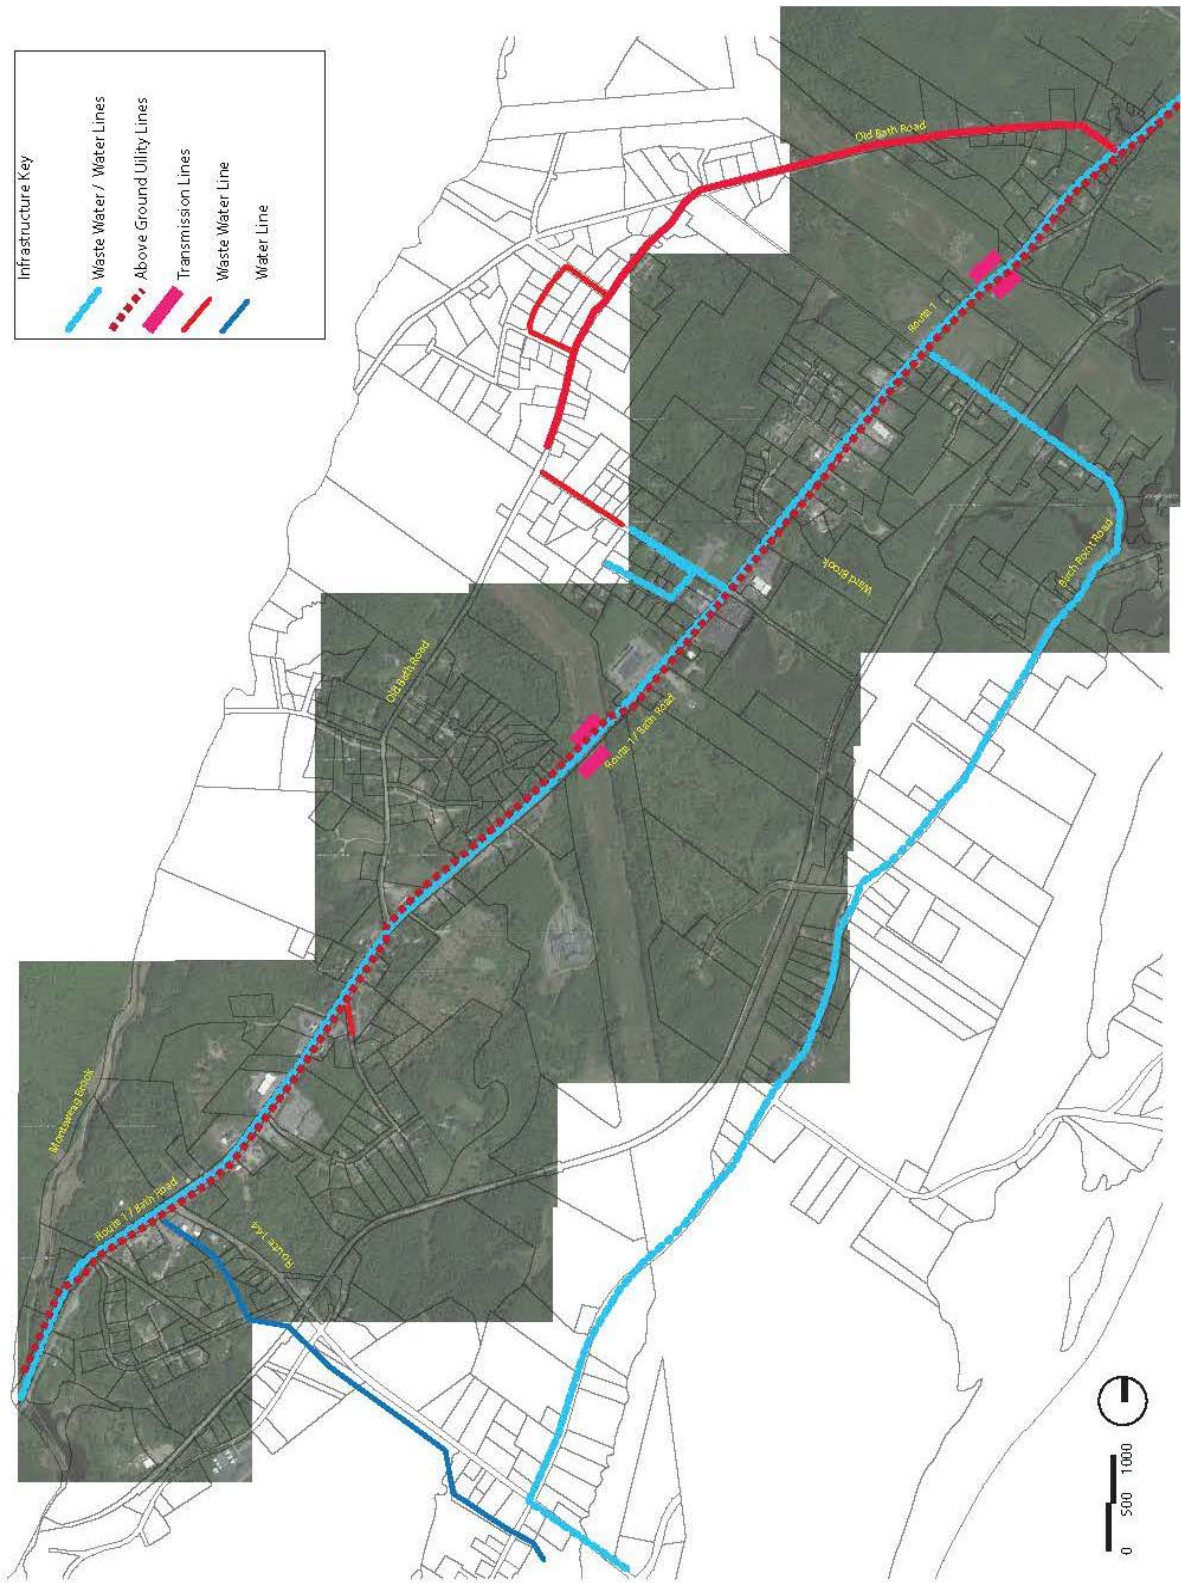 Infrastructure Key
Waste Water / Water Lines
Above Ground Uility Lines
Transmission Lines
Waste Water Line
Water Line
Old Bath Road
Route 1
Birch Point Road
Ward Brook
Old Bath Road
Route 1 / Bath Road
Montsweag Brook
Route 1 / Bath Road
Route 144
0 500 1000